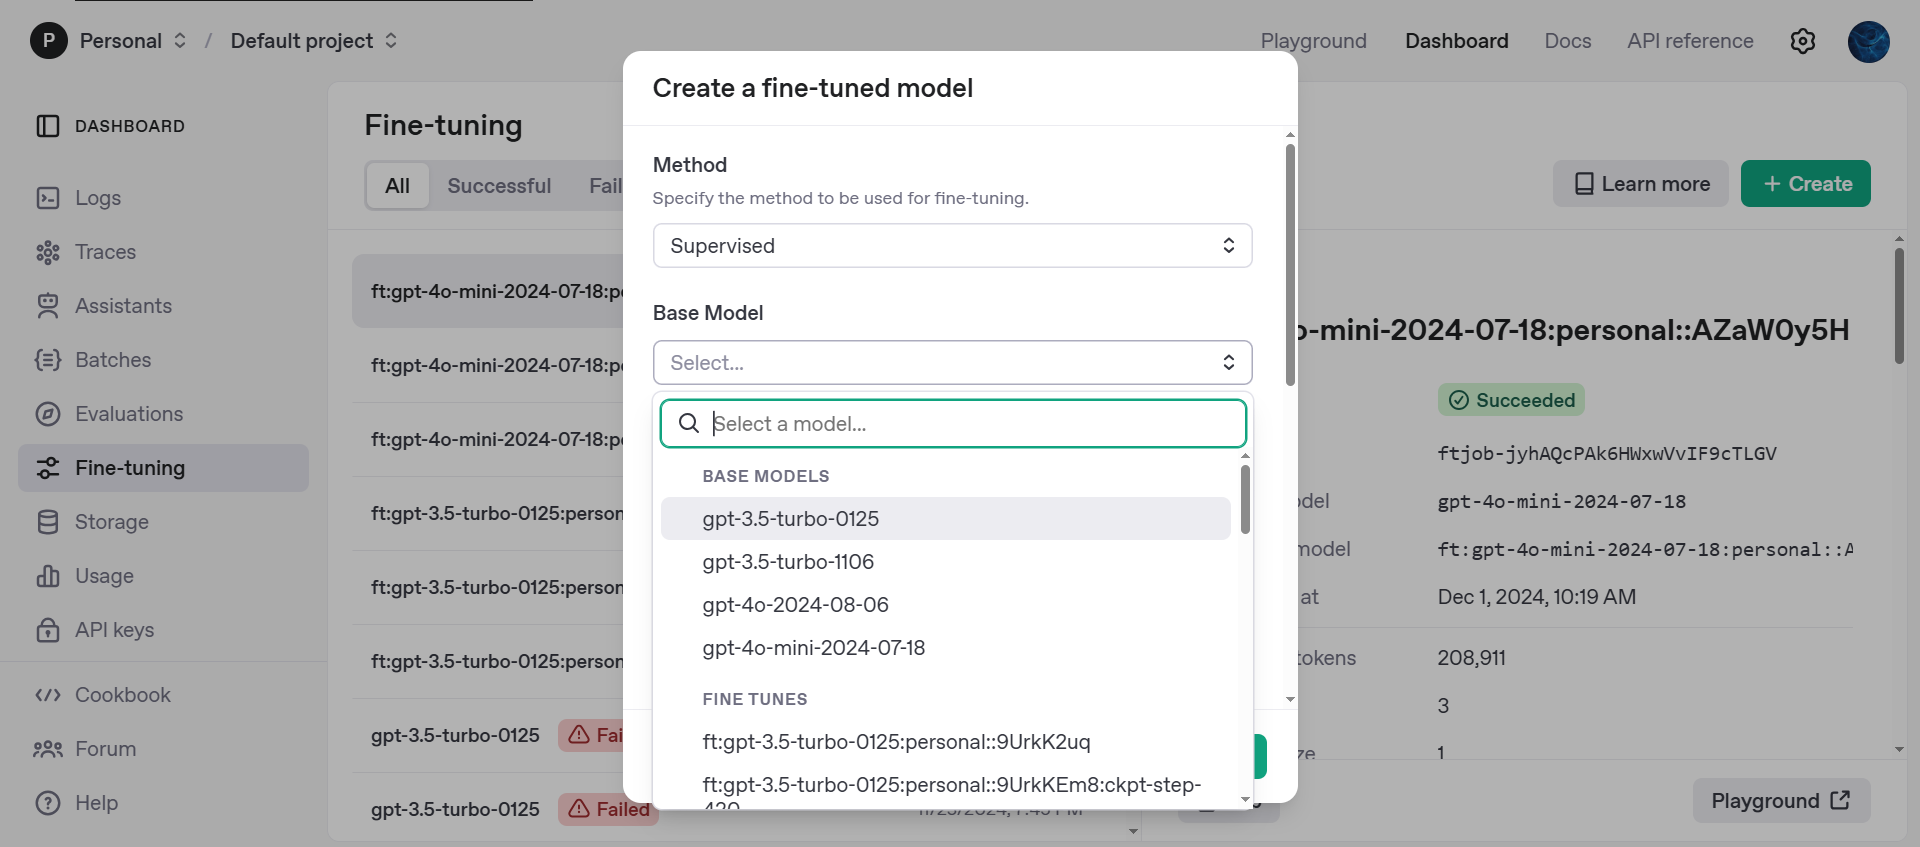 P Personal / Default project
Playground Dashboard Docs API reference
DASHBOARD
Logs
Traces
Assistants
Batches
Evaluations
Fine-tuning
Storage
Usage
API keys
Cookbook
Forum
Help
Fine-tuning
All Successful Fail
Learn more + Create
ft:gpt-4o-mini-2024-07-18:pe
ft:gpt-4o-mini-2024-07-18:pe
ft:gpt-4o-mini-2024-07-18:pe
ft:gpt-3.5-turbo-0125:person
ft:gpt-3.5-turbo-0125:person
ft:gpt-3.5-turbo-0125:person
gpt-3.5-turbo-0125 Fai
gpt-3.5-turbo-0125 Failed
Create a fine-tuned model
Method
Specify the method to be used for fine-tuning.
Supervised
Base Model
Select...
Select a model...
BASE MODELS
gpt-3.5-turbo-0125
gpt-3.5-turbo-1106
gpt-4o-2024-08-06
gpt-4o-mini-2024-07-18
FINE TUNES
ft:gpt-3.5-turbo-0125:personal::9UrkK2uq
ft:gpt-3.5-turbo-0125:personal::9UrkKEm8:ckpt-step-
o-mini-2024-07-18:personal::AZaW0y5H
Succeeded
ftjob-jyhAQcPAk6HWxwVvIF9cTLGV
odel gpt-4o-mini-2024-07-18
model ft:gpt-4o-mini-2024-07-18:personal::A
at Dec 1, 2024, 10:19 AM
tokens 208,911
3
ze 1
Playground